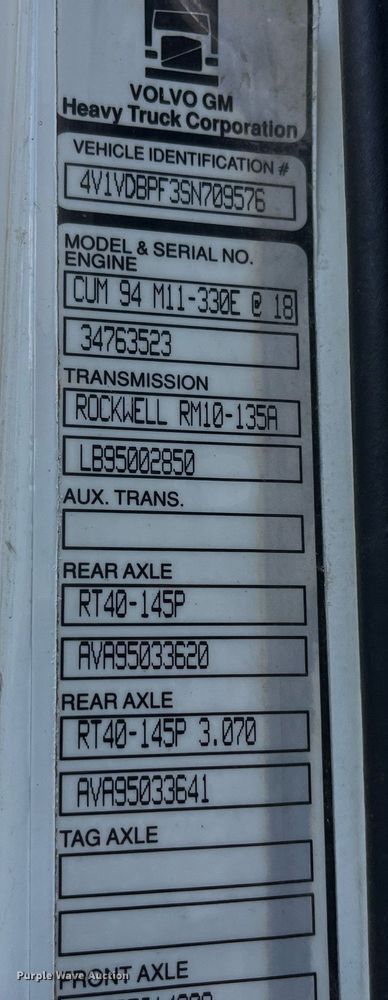 VOLVO GM
Heavy Truck Corporation
VEHICLE IDENTIFICATION #
4V1VDBPF3SN709576
MODEL & SERIAL NO.
ENGINE
CUM 94 M11-330E @ 18
34763523
TRANSMISSION
ROCKWELL RM10-135A
LB95002850
AUX. TRANS.
REAR AXLE
RT40-145P
AVA95033620
REAR AXLE
RT40-145P 3.070
AVA95033641
TAG AXLE
FRONT AXLE
Purple Wave Auction